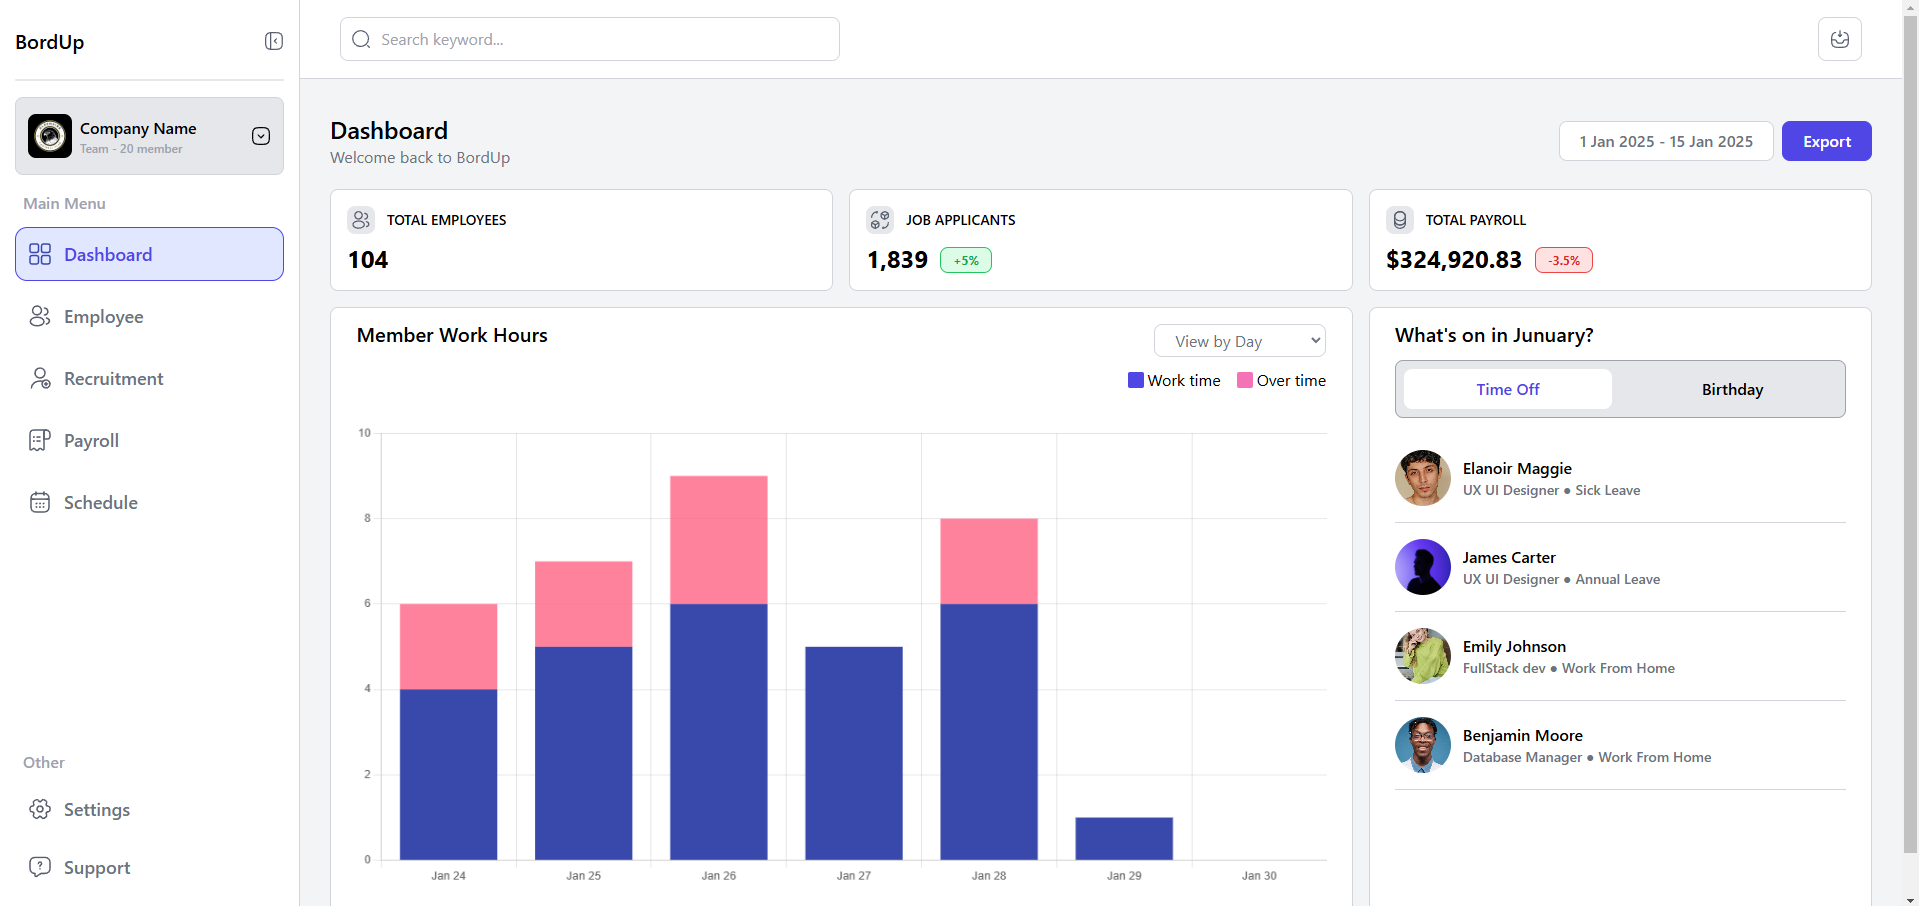 BordUp
Search keyword...
Company Name
Team - 20 member
Main Menu
Dashboard
Employee
Recruitment
Payroll
Schedule
Other
Settings
Support
Dashboard
Welcome back to BordUp
1 Jan 2025 - 15 Jan 2025
Export
TOTAL EMPLOYEES
104
JOB APPLICANTS
1,839 +5%
TOTAL PAYROLL
$324,920.83 -3.5%
Member Work Hours
View by Day
Work time Over time
10
8
6
4
2
0
Jan 24 Jan 25 Jan 26 Jan 27 Jan 28 Jan 29 Jan 30
What's on in Junuary?
Time Off Birthday
Elanoir Maggie
UX UI Designer ● Sick Leave
James Carter
UX UI Designer ● Annual Leave
Emily Johnson
FullStack dev ● Work From Home
Benjamin Moore
Database Manager ● Work From Home